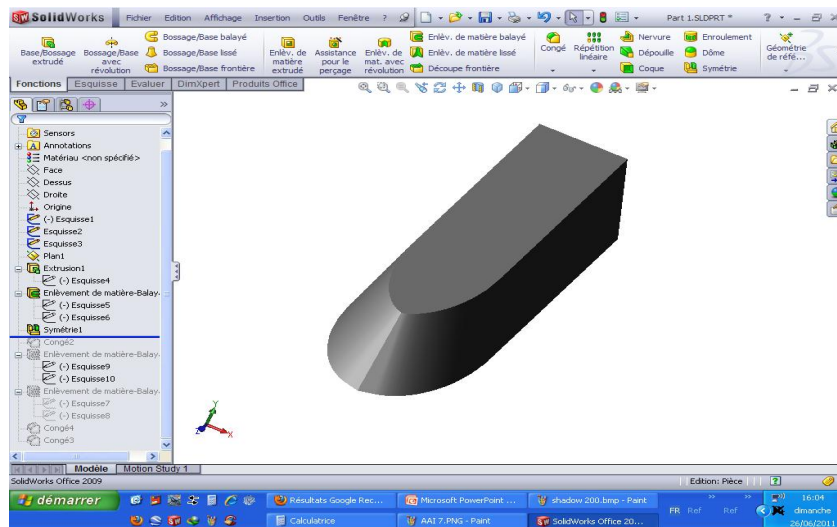 SolidWorks Fichier Edition Affichage Insertion Outils Fenêtre ? Part 1.SLDPRT *
Base/Bossage extrudé
Bossage/Base avec révolution
Bossage/Base balayé
Bossage/Base lissé
Bossage/Base frontière
Enlèv. de matière extrudé
Assistance pour le perçage
Enlèv. de mat. avec révolution
Enlèv. de matière balayé
Enlèv. de matière lissé
Découpe frontière
Congé
Répétition linéaire
Nervure
Dépouille
Coque
Enroulement
Dôme
Symétrie
Géométrie de réfé...
Fonctions Esquisse Evaluer DimXpert Produits Office
Sensors
Annotations
Matériau <non spécifié>
Face
Dessus
Droite
Origine
(-) Esquisse1
Esquisse2
Esquisse3
Plan1
Extrusion1
(-) Esquisse4
Enlèvement de matière-Balay
(-) Esquisse5
(-) Esquisse6
Symétrie1
Congé2
Enlèvement de matière-Balay
(-) Esquisse9
(-) Esquisse10
Enlèvement de matière-Balay
(-) Esquisse7
(-) Esquisse8
Congé4
Congé3
Y
X
Z
Modèle Motion Study 1
SolidWorks Office 2009 Edition: Pièce
démarrer Résultats Google Rec... Microsoft PowerPoint ... shadow 200.bmp - Paint 16:04
FR Ref Ref dimanche
Calculatrice AAI 7.PNG - Paint SolidWorks Office 20... 26/06/2011